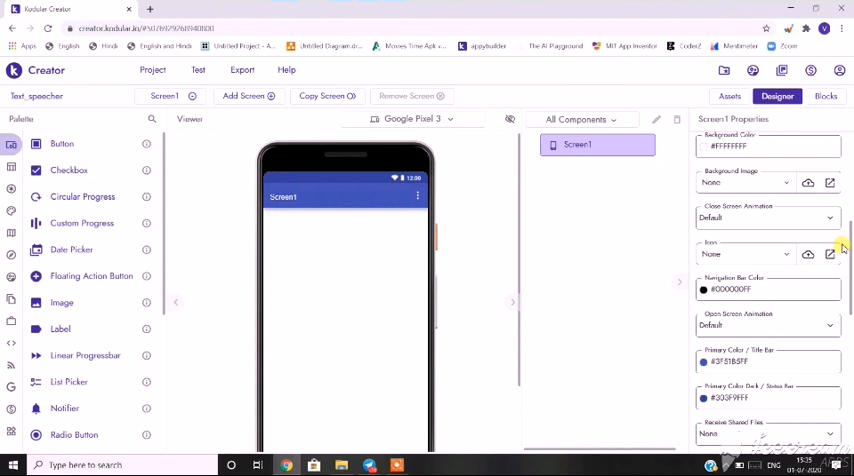 Kodular Creator
creator.kodular.io/#5076929268940800
Apps
English
Hindi
English and Hindi
Untitled Project - A...
Untitled Diagram.dr...
Movies Time Apk v...
appybuilder
The AI Playground
MIT App Inventor
CoderZ
Mentimeter
Zoom
Creator
Project
Test
Export
Help
Text_speecher
Screen1
Add Screen
Copy Screen
Remove Screen
Assets
Designer
Blocks
Palette
Viewer
Google Pixel 3
All Components
Screen1 Properties
Button
Checkbox
Circular Progress
Custom Progress
Date Picker
Floating Action Button
Image
Label
Linear Progressbar
List Picker
Notifier
Radio Button
12:00
Screen1
Screen1
Background Color
#FFFFFFFF
Background Image
None
Close Screen Animation
Default
Icon
None
Navigation Bar Color
#000000FF
Open Screen Animation
Default
Primary Color / Title Bar
#3F51B5FF
Primary Color Dark / Status Bar
#303F9FFF
Receive Shared Files
None
Type here to search
ENG
15:35
01-07-2020